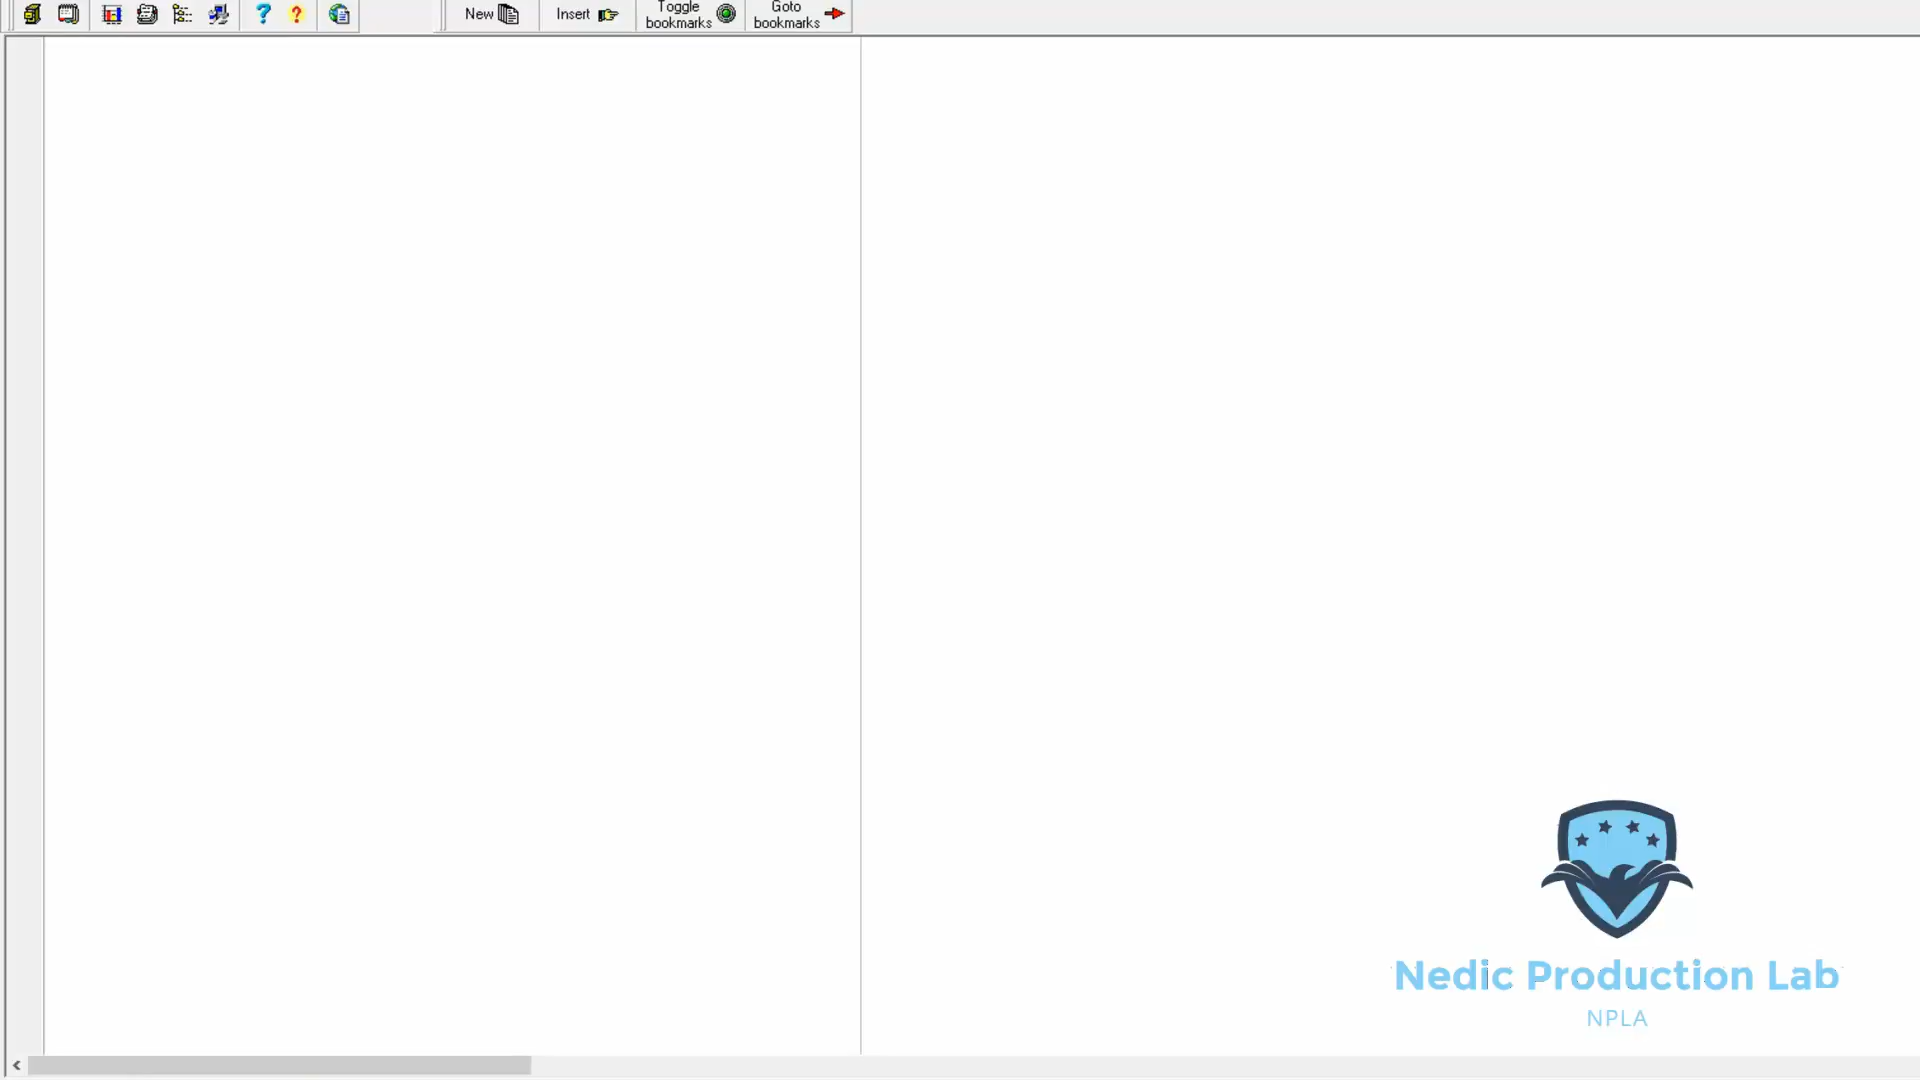 New
Insert
Toggle bookmarks
Goto bookmarks
Nedic Production Lab
NPLA